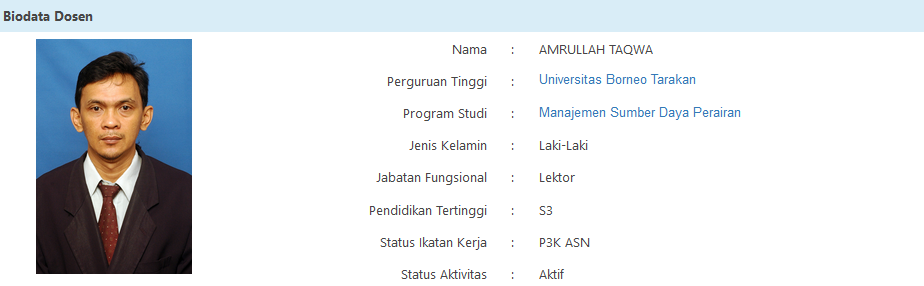 Biodata Dosen
Nama : AMRULLAH TAQWA
Perguruan Tinggi : Universitas Borneo Tarakan
Program Studi : Manajemen Sumber Daya Perairan
Jenis Kelamin : Laki-Laki
Jabatan Fungsional : Lektor
Pendidikan Tertinggi : S3
Status Ikatan Kerja : P3K ASN
Status Aktivitas : Aktif